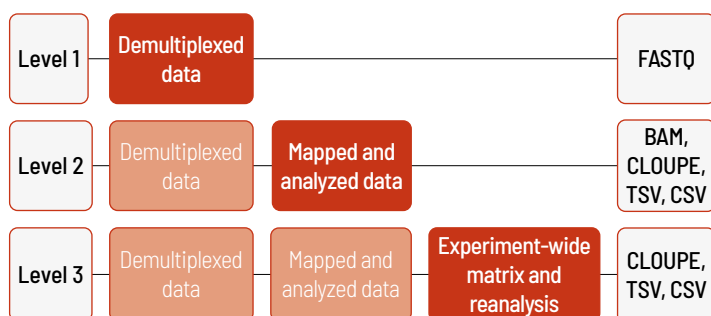 Level 1
Demultiplexed
data
FASTQ
Level 2
Demultiplexed
data
Mapped and
analyzed data
BAM,
CLOUPE,
TSV, CSV
Level 3
Demultiplexed
data
Mapped and
analyzed data
Experiment-wide
matrix and
reanalysis
CLOUPE,
TSV, CSV